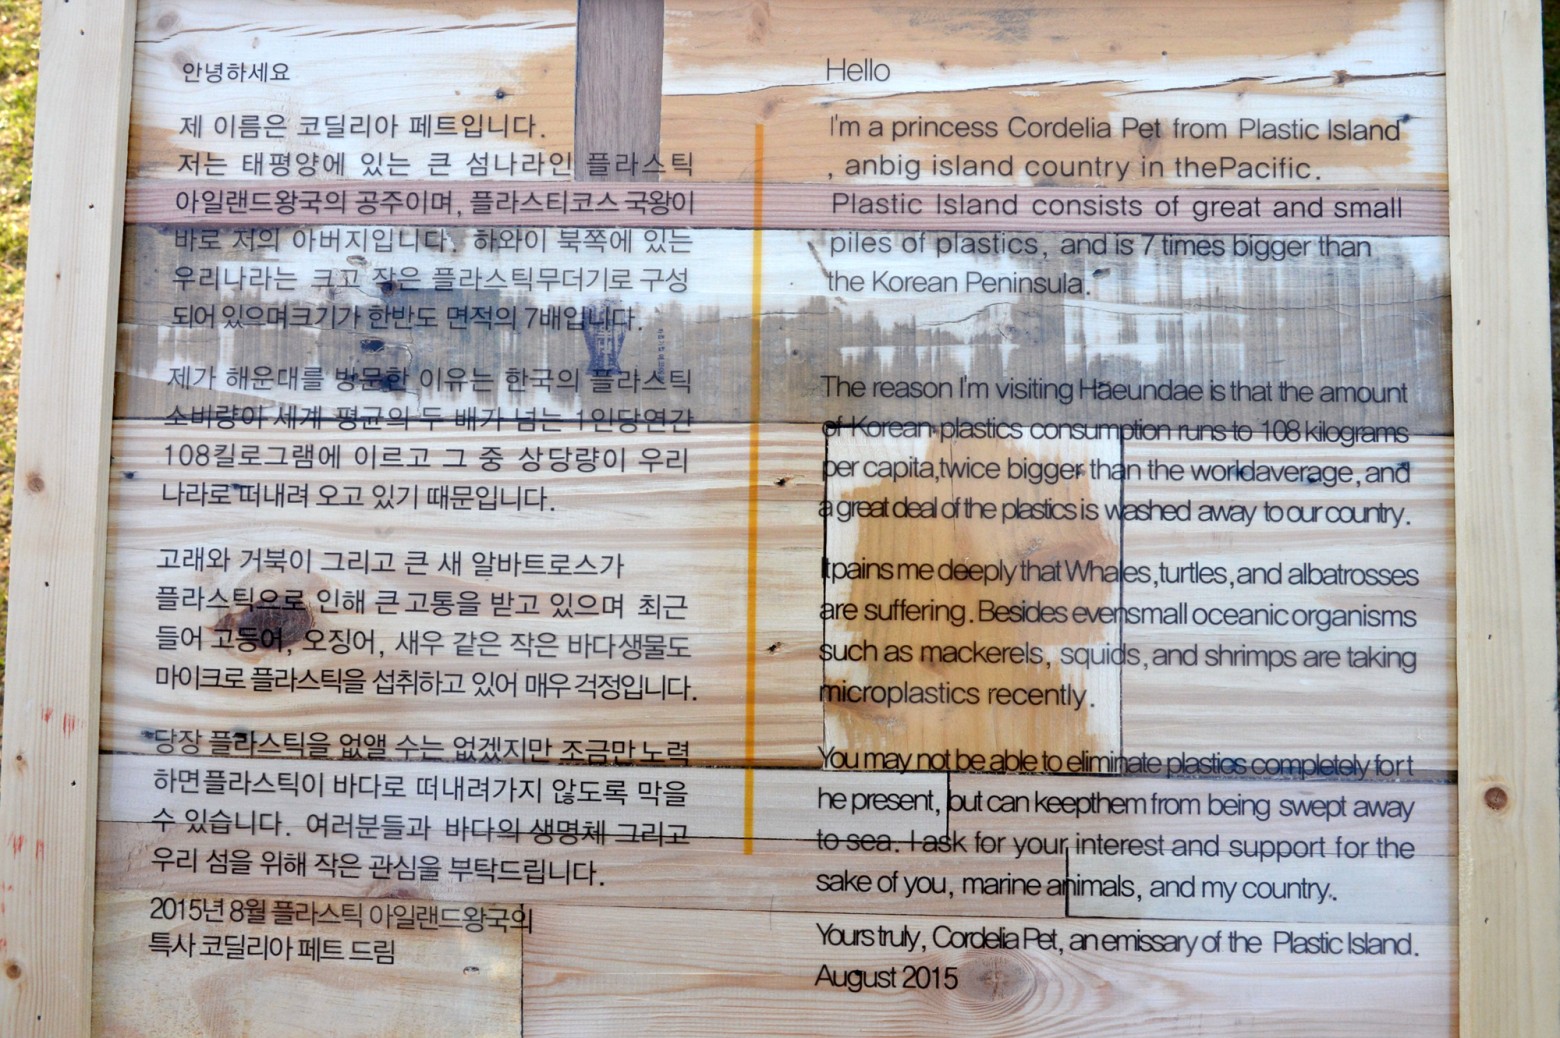 안녕하세요
제 이름은 코딜리아 페트입니다.
저는 태평양에 있는 큰 섬나라인 플라스틱
아일랜드왕국의 공주이며, 플라스티코스 국왕이
바로 저의 아버지입니다. 하와이 북쪽에 있는
우리나라는 크고 작은 플라스틱무더기로 구성
되어 있으며크기가 한반도 면적의 7배입니다.
제가 해운대를 방문한 이유는 한국의 플라스틱
소비량이 세계 평균의 두 배가 넘는 1인당연간
108킬로그램에 이르고 그 중 상당량이 우리
나라로 떠내려 오고 있기 때문입니다.
고래와 거북이 그리고 큰 새 알바트로스가
플라스틱으로 인해 큰 고통을 받고 있으며 최근
들어 고등어, 오징어, 새우 같은 작은 바다생물도
마이크로 플라스틱을 섭취하고 있어 매우 걱정입니다.
당장 플라스틱을 없앨 수는 없겠지만 조금만 노력
하면 플라스틱이 바다로 떠내려가지 않도록 막을
수 있습니다. 여러분들과 바다의 생명체 그리고
우리 섬을 위해 작은 관심을 부탁드립니다.
2015년 8월 플라스틱 아일랜드왕국의
특사 코딜리아 페트 드림
Hello
I'm a princess Cordelia Pet from Plastic Island
, anbig island country in thePacific.
Plastic Island consists of great and small
piles of plastics, and is 7 times bigger than
the Korean Peninsula.
The reason I'm visiting Haeundae is that the amount
of Korean plastics consumption runs to 108 kilograms
per capita,twice bigger than the worldaverage, and
a great deal of the plastics is washed away to our country.
It pains me deeply that Whales,turtles,and albatrosses
are suffering. Besides evensmall oceanic organisms
such as mackerels, squids,and shrimps are taking
microplastics recently.
You may not be able to eliminate plastics completely for t
he present, but can keepthem from being swept away
to sea. I ask for your interest and support for the
sake of you, marine animals, and my country.
Yours truly, Cordelia Pet, an emissary of the Plastic Island.
August 2015